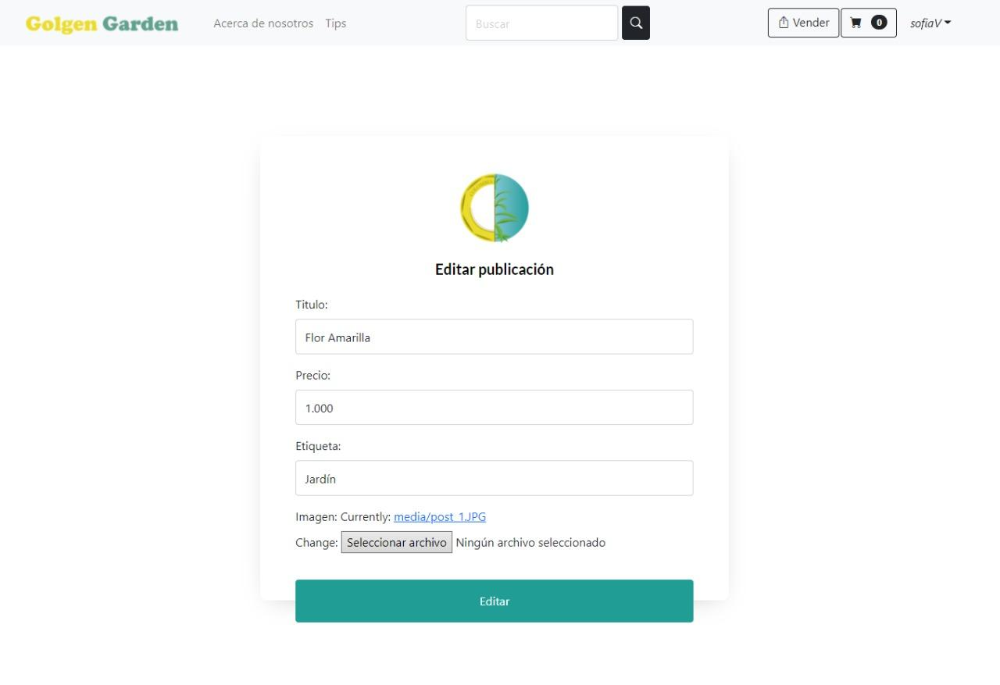 Golgen Garden Acerca de nosotros Tips Buscar Vender 0 sofiaV
Editar publicación
Titulo:
Flor Amarilla
Precio:
1.000
Etiqueta:
Jardín
Imagen: Currently: media/post_1.JPG
Change: Seleccionar archivo Ningún archivo seleccionado
Editar